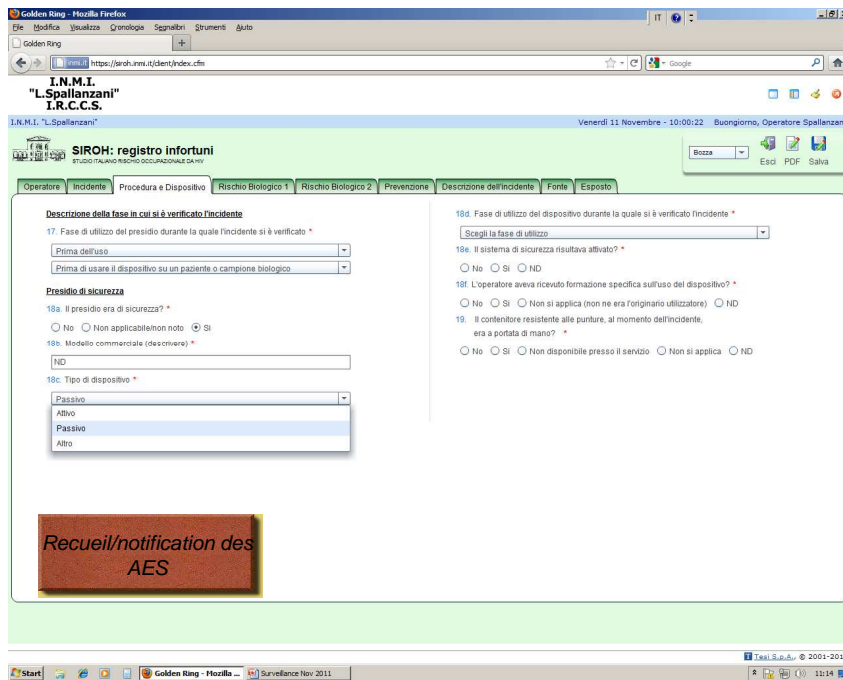 Golden Ring - Mozilla Firefox
IT
File Modifica Visualizza Cronologia Segnalibri Strumenti Aiuto
Golden Ring
+
inmi.it https://siroh.inmi.it/client/index.cfm
Google
I.N.M.I.
"L.Spallanzani"
I.R.C.C.S.
I.N.M.I. "L.Spallanzani"
Venerdì 11 Novembre - 10:00:22 Buongiorno, Operatore Spallanzan
SIROH: registro infortuni
STUDIO ITALIANO RISCHIO OCCUPAZIONALE DA HIV
Bozza
Esci PDF Salva
Operatore Incidente Procedura e Dispositivo Rischio Biologico 1 Rischio Biologico 2 Prevenzione Descrizione dell'incidente Fonte Esposto
Descrizione della fase in cui si è verificato l'incidente
17. Fase di utilizzo del presidio durante la quale l'incidente si è verificato *
Prima dell'uso
Prima di usare il dispositivo su un paziente o campione biologico
Presidio di sicurezza
18a. Il presidio era di sicurezza? *
No Non applicabile/non noto Si
18b. Modello commerciale (descrivere) *
ND
18c. Tipo di dispositivo *
Passivo
Attivo
Passivo
Altro
18d. Fase di utilizzo del dispositivo durante la quale si è verificato l'incidente *
Scegli la fase di utilizzo
18e. Il sistema di sicurezza risultava attivato? *
No Si ND
18f. L'operatore aveva ricevuto formazione specifica sull'uso del dispositivo? *
No Si Non si applica (non ne era l'originario utilizzatore) ND
19. Il contenitore resistente alle punture, al momento dell'incidente,
era a portata di mano? *
No Si Non disponibile presso il servizio Non si applica ND
Recueil/notification des
AES
Tesi S.p.A., © 2001-201
Start
Golden Ring - Mozilla ...
Surveillance Nov 2011
11:14